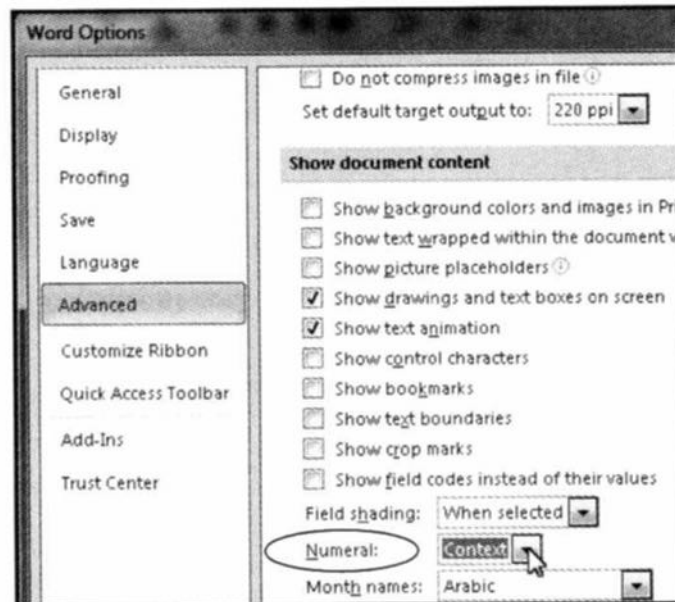 Word Options
General
Display
Proofing
Save
Language
Advanced
Customize Ribbon
Quick Access Toolbar
Add-Ins
Trust Center
Do not compress images in file
Set default target output to: 220 ppi
Show document content
Show background colors and images in
Show text wrapped within the document
Show picture placeholders
Show drawings and text boxes on screen
Show text animation
Show control characters
Show bookmarks
Show text boundaries
Show crop marks
Show field codes instead of their values
Field shading: When selected
Numeral: Context
Month names: Arabic